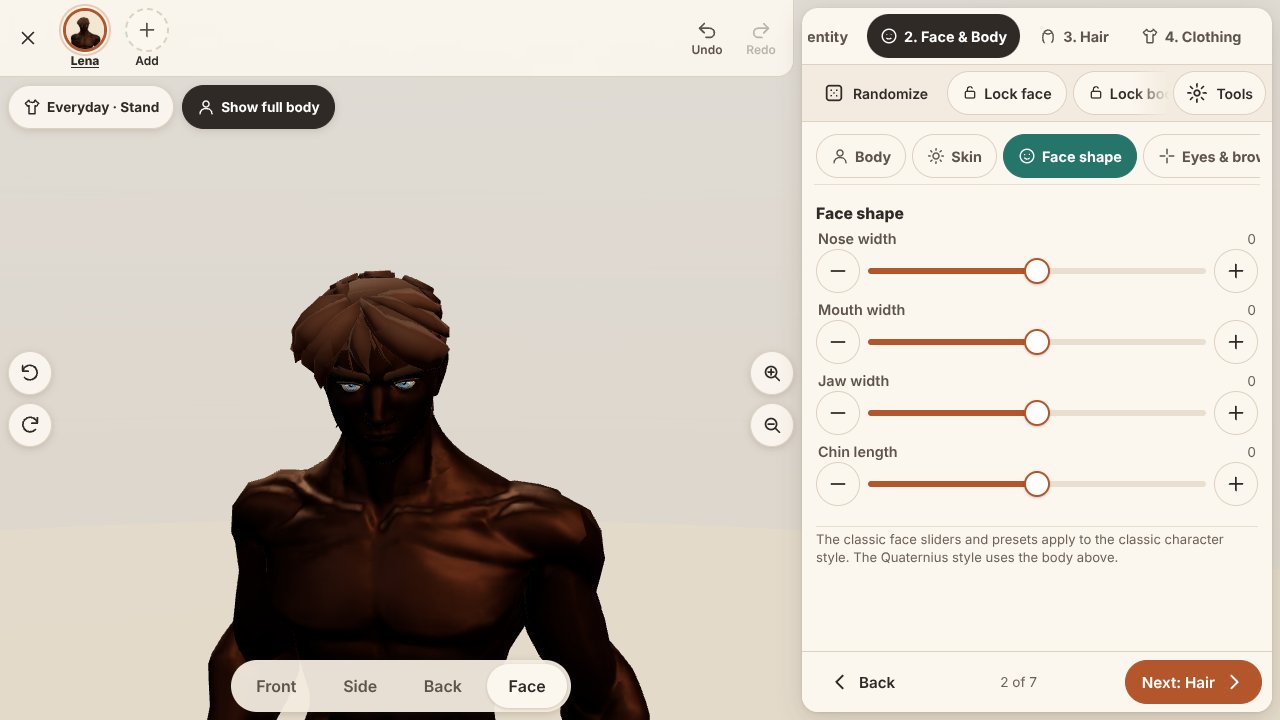 Lena
Add
Undo
Redo
entity
2. Face & Body
3. Hair
4. Clothing
Everyday · Stand
Show full body
Randomize
Lock face
Lock
Tools
Body
Skin
Face shape
Eyes &
Face shape
Nose width
0
Mouth width
0
Jaw width
0
Chin length
0
The classic face sliders and presets apply to the classic character
style. The Quaternius style uses the body above.
Front
Side
Back
Face
Back
2 of 7
Next: Hair